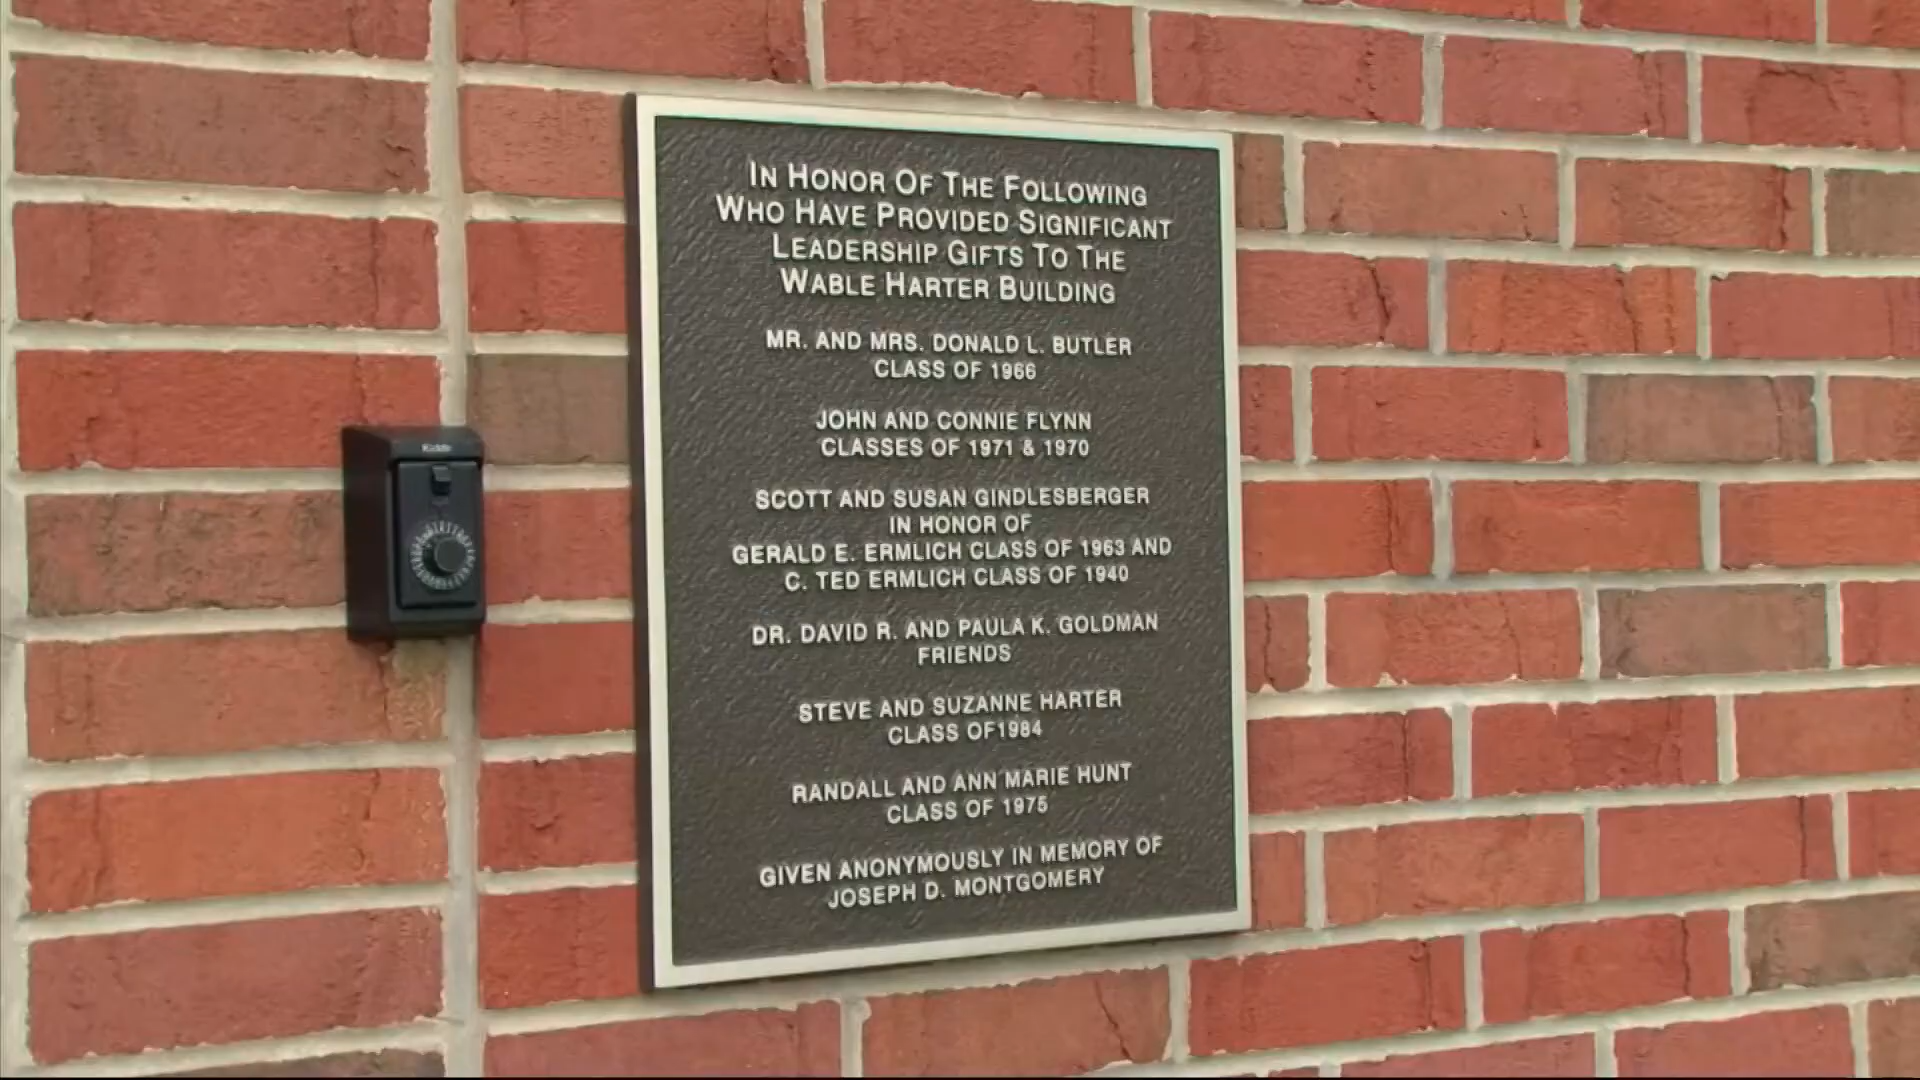 IN HONOR OF THE FOLLOWING
WHO HAVE PROVIDED SIGNIFICANT
LEADERSHIP GIFTS TO THE
WABLE HARTER BUILDING
MR. AND MRS. DONALD L. BUTLER
CLASS OF 1966
JOHN AND CONNIE FLYNN
CLASSES OF 1971 & 1970
SCOTT AND SUSAN GINDLESBERGER
IN HONOR OF
GERALD E. ERMLICH CLASS OF 1963 AND
C. TED ERMLICH CLASS OF 1940
DR. DAVID R. AND PAULA K. GOLDMAN
FRIENDS
STEVE AND SUZANNE HARTER
CLASS OF1984
RANDALL AND ANN MARIE HUNT
CLASS OF 1975
GIVEN ANONYMOUSLY IN MEMORY OF
JOSEPH D. MONTGOMERY